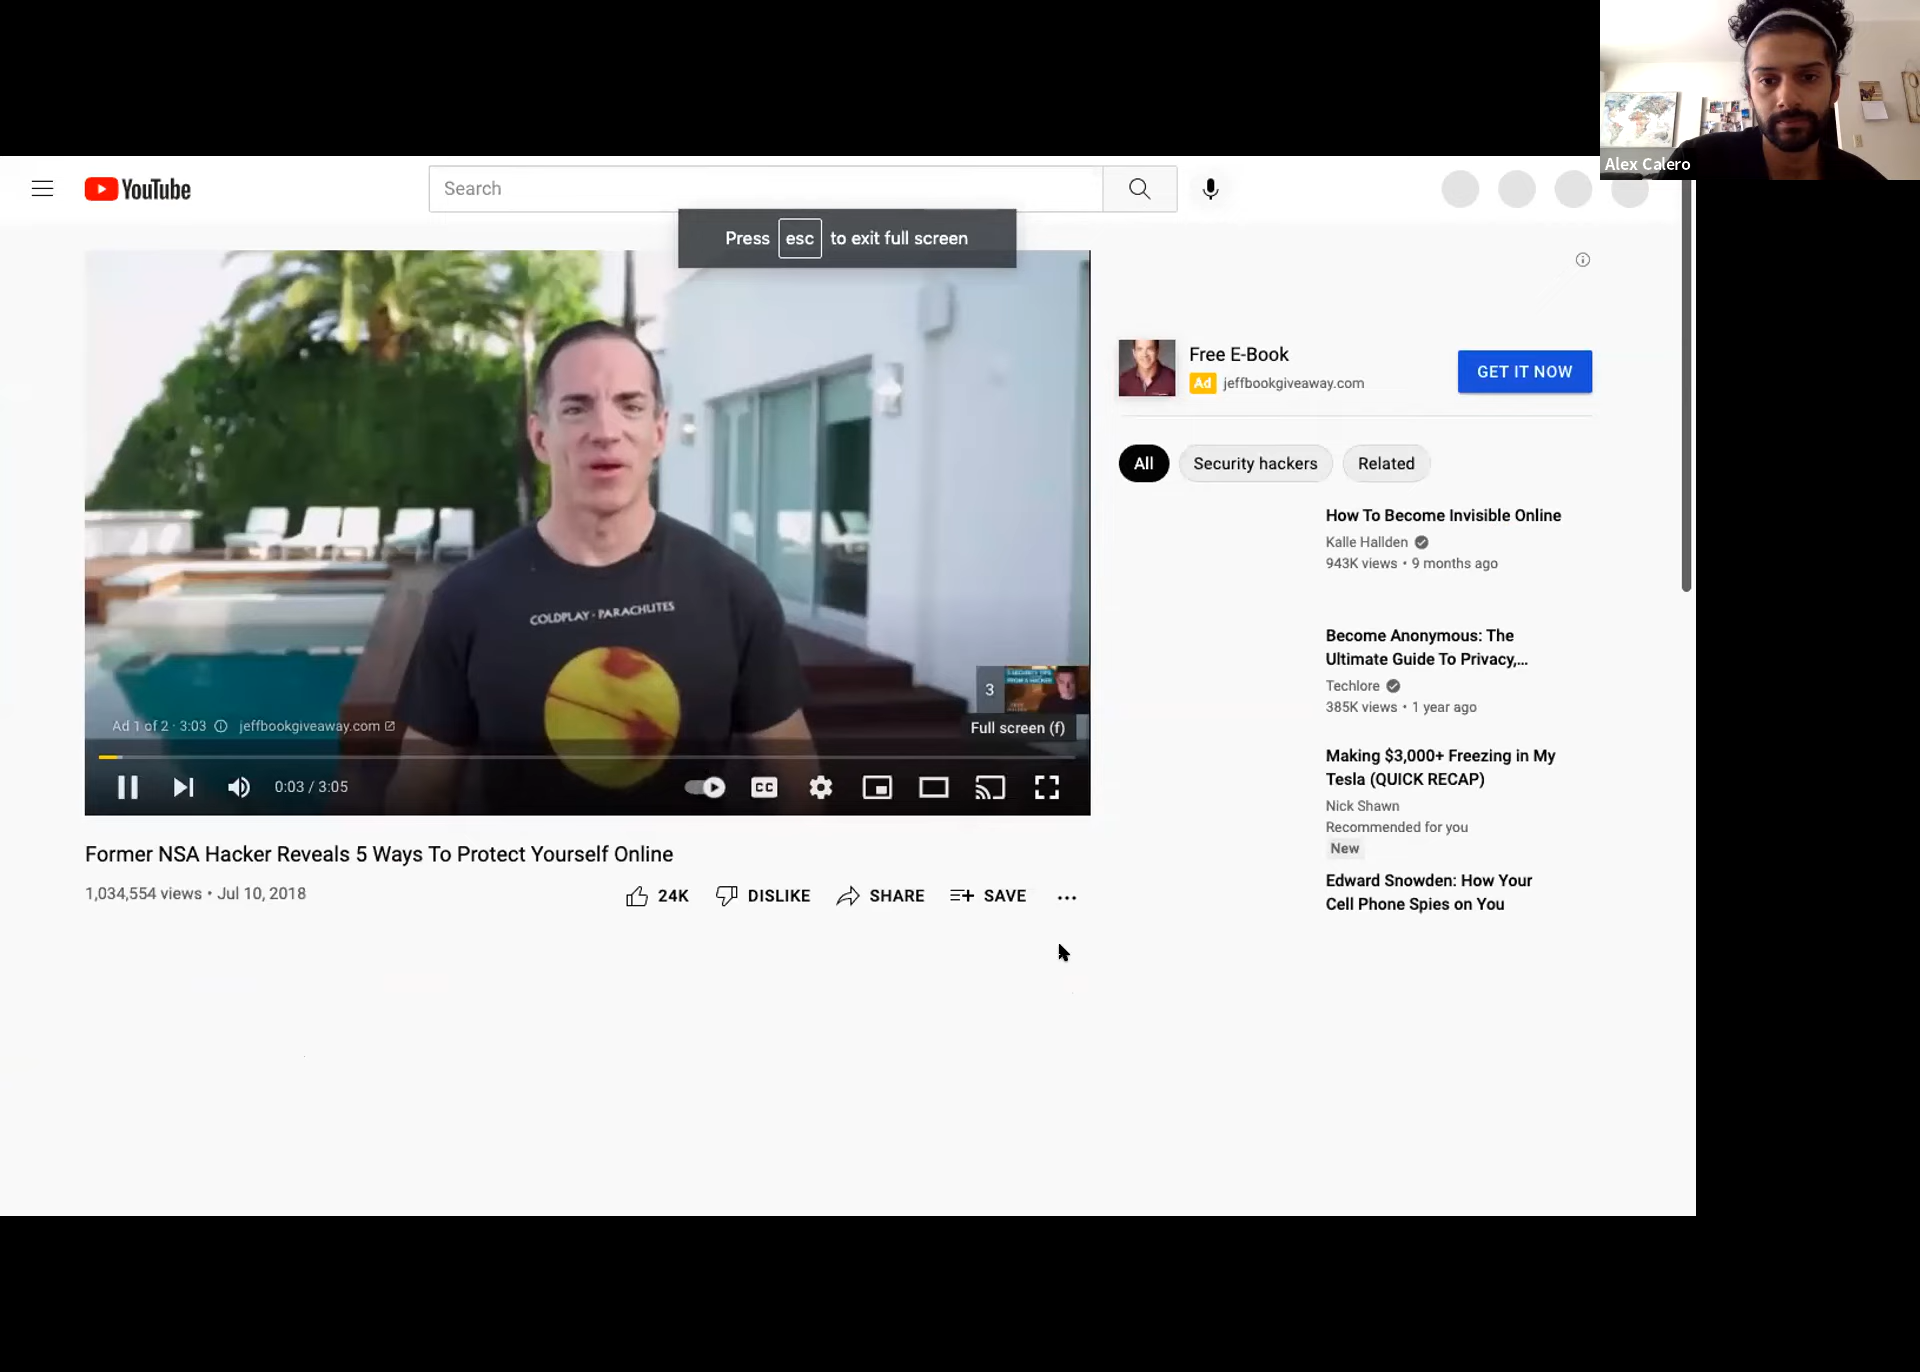 Alex Calero
YouTube
Search
Press esc to exit full screen
COLDPLAY • PARACHUTES
3
5 SECURITY TIPS
FROM A HACKER
Ad 1 of 2 · 3:03 jeffbookgiveaway.com
Full screen (f)
CC
0:03 / 3:05
Former NSA Hacker Reveals 5 Ways To Protect Yourself Online
1,034,554 views • Jul 10, 2018
24K DISLIKE SHARE SAVE
Free E-Book
Ad jeffbookgiveaway.com
GET IT NOW
All Security hackers Related
How To Become Invisible Online
Kalle Hallden
943K views • 9 months ago
Become Anonymous: The
Ultimate Guide To Privacy,...
Techlore
385K views • 1 year ago
Making $3,000+ Freezing in My
Tesla (QUICK RECAP)
Nick Shawn
Recommended for you
New
Edward Snowden: How Your
Cell Phone Spies on You